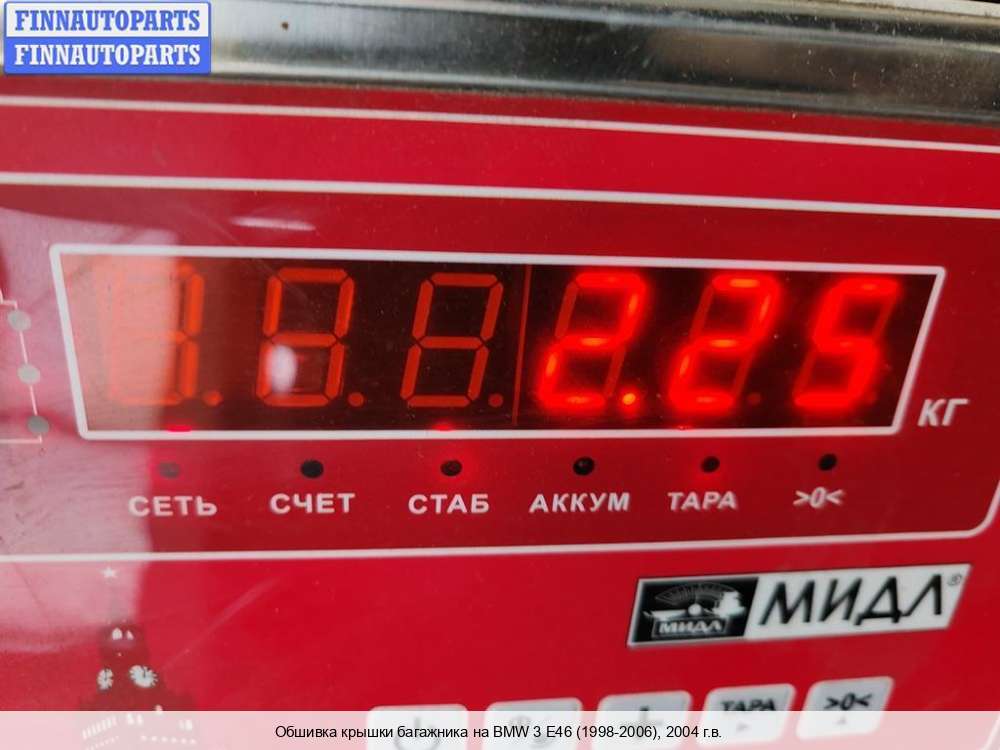 FINNAUTOPARTS
FINNAUTOPARTS
2.25
КГ
СЕТЬ СЧЕТ СТАБ АККУМ ТАРА >0<
МИДЛ МИДЛ®
ТАРА >0<
Обшивка крышки багажника на BMW 3 E46 (1998-2006), 2004 г.в.